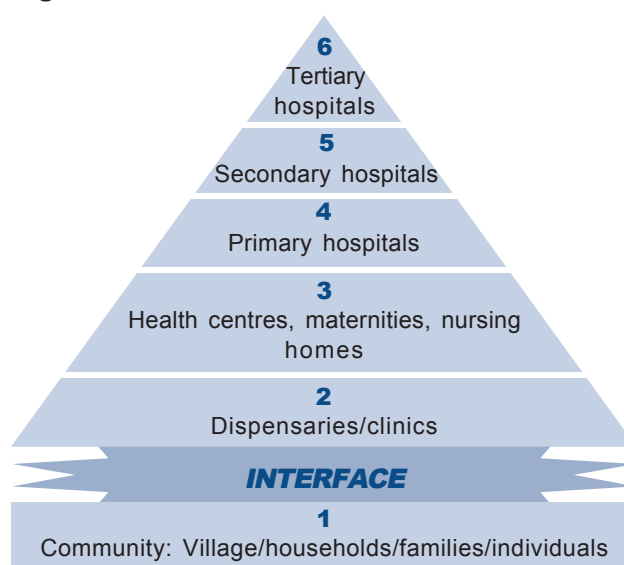 6
Tertiary
hospitals
5
Secondary hospitals
4
Primary hospitals
3
Health centres, maternities, nursing
homes
2
Dispensaries/clinics
INTERFACE
1
Community: Village/households/families/individuals